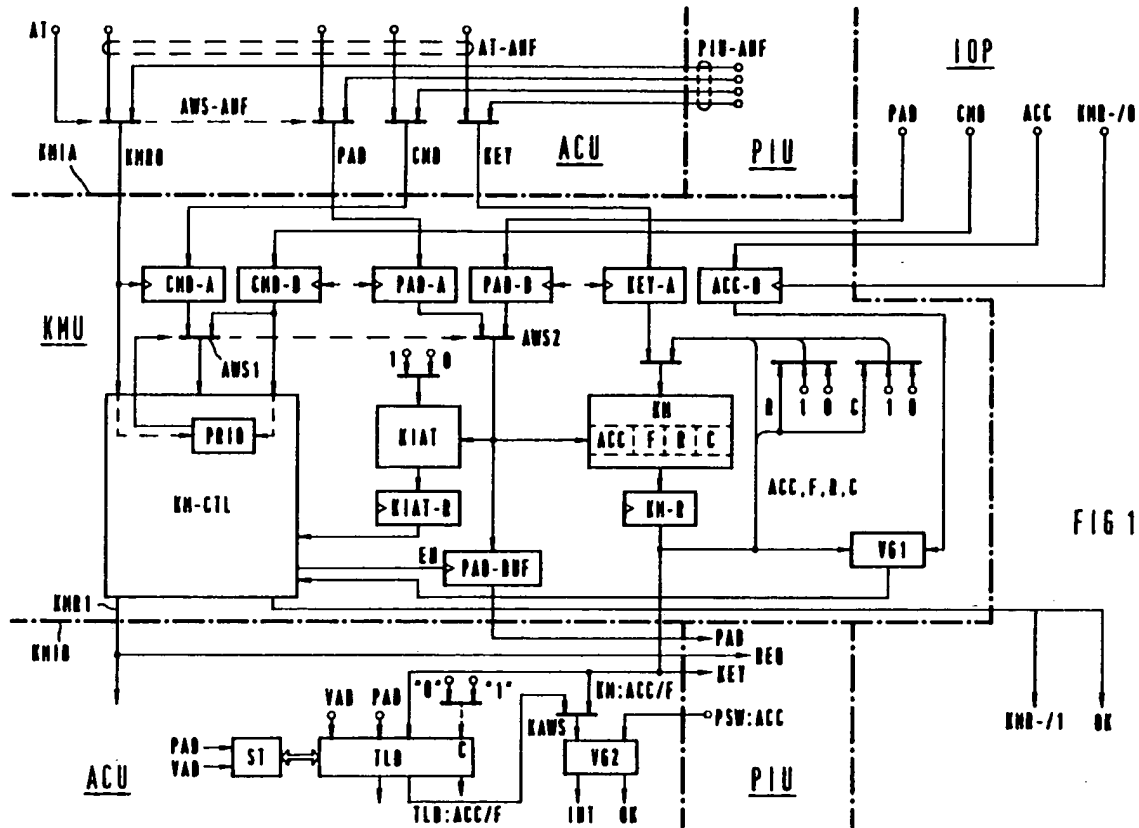 AT
AT-AUF
PIU-AUF
IOP
AWS-AUF
PAD CMD ACC KMR-/0
KMIA KMR0 PAD CMD KEY ACU PIU
CMD-A CMD-B PAD-A PAD-B KEY-A ACC-B
KMU
AWS1 AWS2
1 0
R 1 0 C 1 0
PRIO
KIAT
KM
ACC F R C
KM-CTL
ACC,F,R,C
KIAT-R KM-R
FIG 1
EN PAD-BUF VG1
KMR1
KMIB
PAD
REQ
KEY
VAD PAD "0" "1" KM:ACC/F
KAWS PSW:ACC
KMR-/1 OK
PAD
VAD
ST TLB C VG2
ACU PIU
TLB:ACC/F INT OK